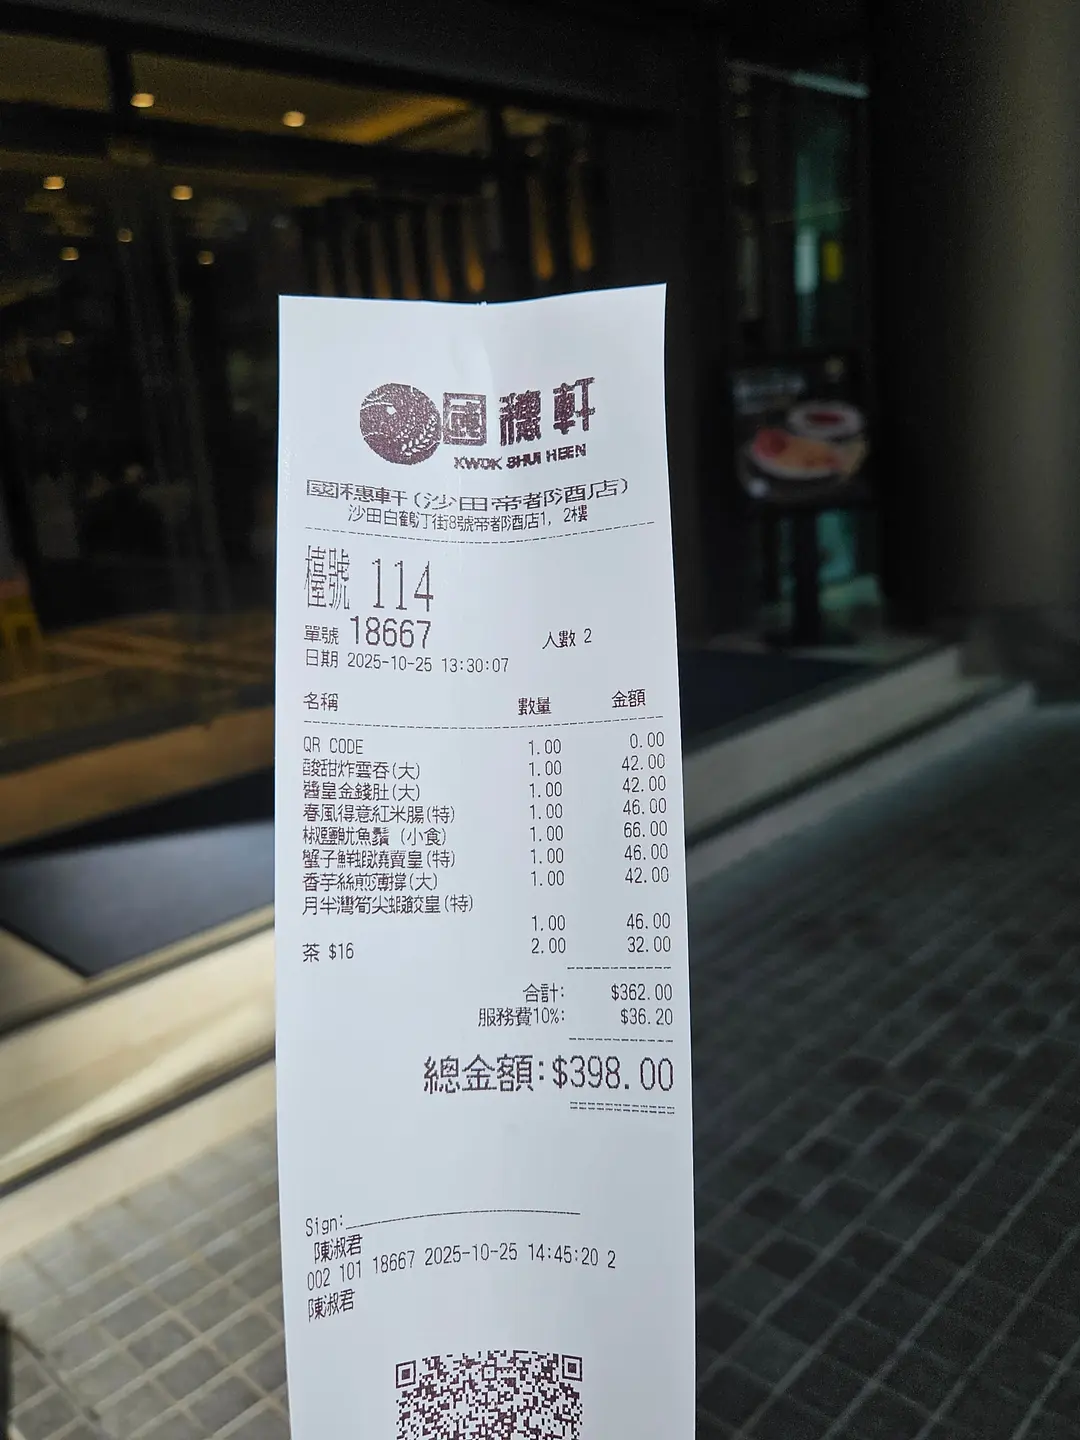 國穗軒
KWOK SHUI HEEN
國穗軒(沙田帝都酒店)
沙田白鶴汀街8號帝都酒店1, 2樓
檯號 114
單號 18667 人數 2
日期 2025-10-25 13:30:07
名稱 數量 金額
QR CODE 1.00 0.00
酸甜炸雲吞(大) 1.00 42.00
醬皇金錢肚(大) 1.00 42.00
春風得意紅米腸(特) 1.00 46.00
椒鹽魷魚鬚 (小食) 1.00 66.00
蟹子鮮蝦燒賣皇(特) 1.00 46.00
香芋絲煎薄撐(大) 1.00 42.00
月半灣筍尖蝦餃皇(特)
1.00 46.00
茶 $16 2.00 32.00
合計: $362.00
服務費10%: $36.20
總金額:$398.00
Sign:
陳淑君
002 101 18667 2025-10-25 14:45:20 2
陳淑君